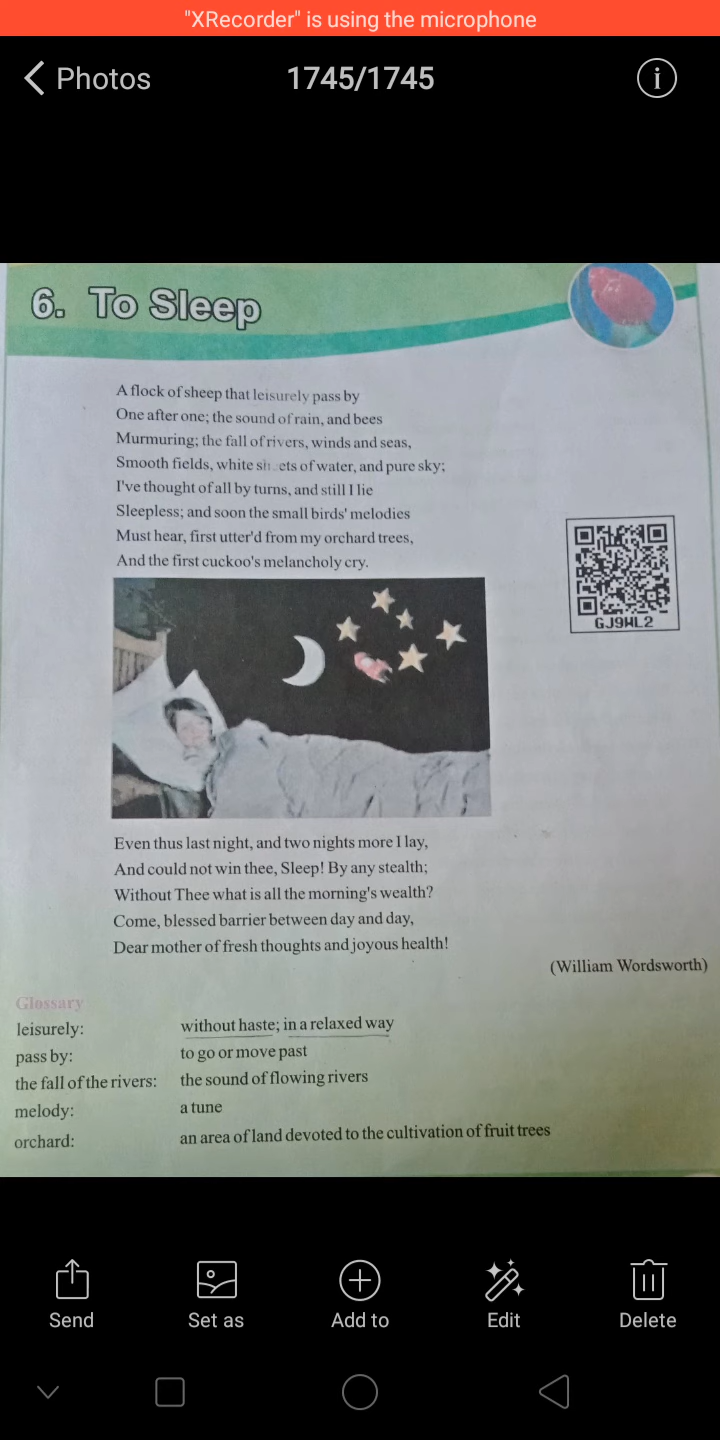 "XRecorder" is using the microphone
Photos
1745/1745
6. To Sleep
A flock of sheep that leisurely pass by
One after one; the sound of rain, and bees
Murmuring; the fall of rivers, winds and seas,
Smooth fields, white of water, and pure sky;
I've thought of all by turns, and still I lie
Sleepless; and soon the small birds' melodies
Must hear, first utter'd from my orchard trees,
And the first cuckoo's melancholy cry.
GJ9WL2
Even thus last night, and two nights more I lay,
And could not win thee, Sleep! By any stealth;
Without Thee what is all the morning's wealth?
Come, blessed barrier between day and day,
Dear mother of fresh thoughts and joyous health!
(William Wordsworth)
Glossary
leisurely: without haste; in a relaxed way
pass by: to go or move past
the fall of the rivers: the sound of flowing rivers
melody: a tune
orchard: an area of land devoted to the cultivation of fruit trees
Send
Set as
Add to
Edit
Delete